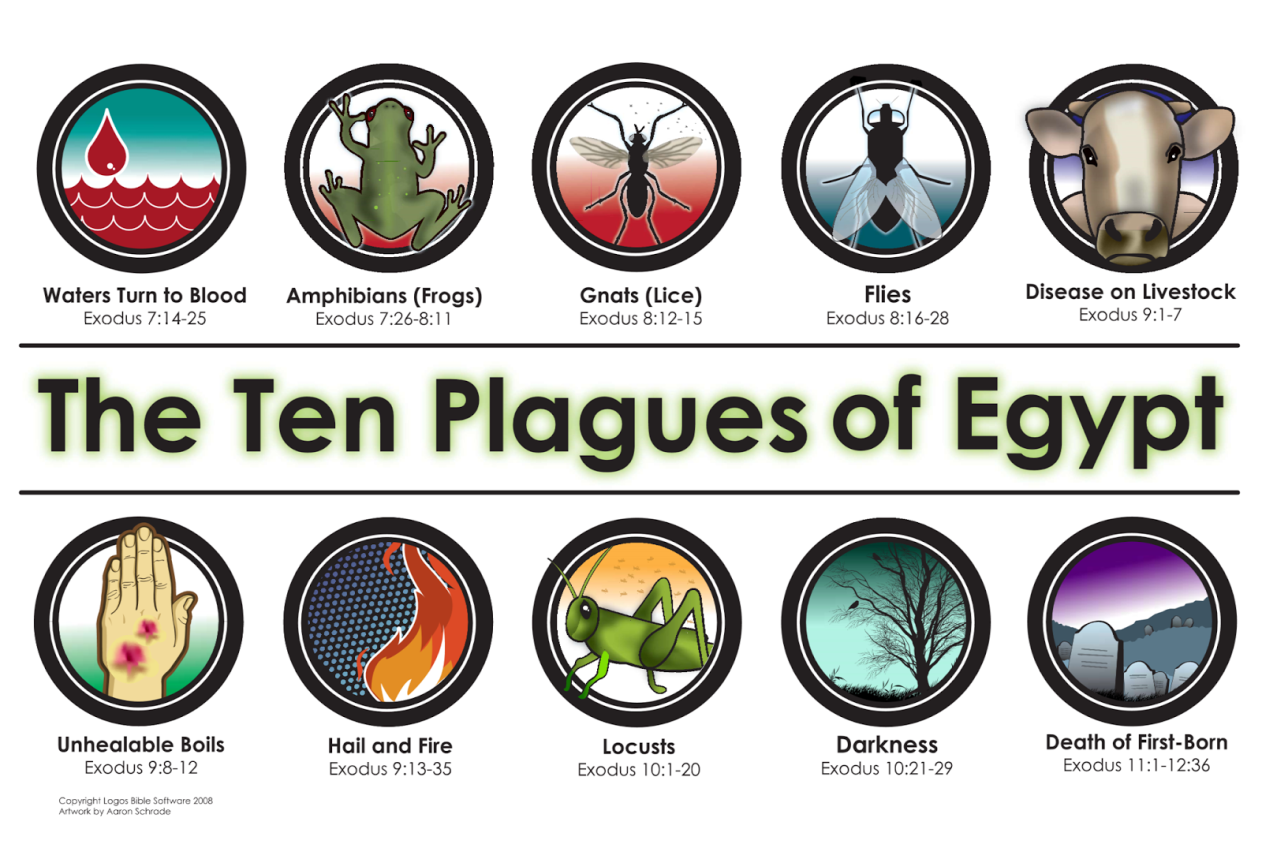 Waters Turn to Blood
Exodus 7:14-25
Amphibians (Frogs)
Exodus 7:26-8:11
Gnats (Lice)
Exodus 8:12-15
Flies
Exodus 8:16-28
Disease on Livestock
Exodus 9:1-7
The Ten Plagues of Egypt
Unhealable Boils
Exodus 9:8-12
Hail and Fire
Exodus 9:13-35
Locusts
Exodus 10:1-20
Darkness
Exodus 10:21-29
Death of First-Born
Exodus 11:1-12:36
Copyright Logos Bible Software 2008
Artwork by Aaron Schrade